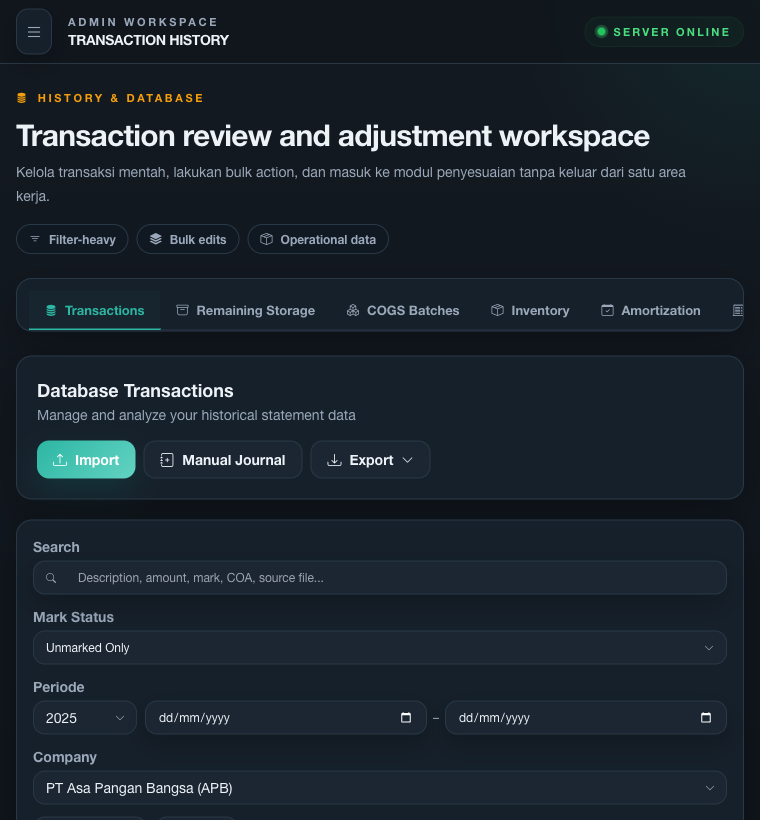 ADMIN WORKSPACE
TRANSACTION HISTORY
SERVER ONLINE
HISTORY & DATABASE
Transaction review and adjustment workspace
Kelola transaksi mentah, lakukan bulk action, dan masuk ke modul penyesuaian tanpa keluar dari satu area
kerja.
Filter-heavy
Bulk edits
Operational data
Transactions
Remaining Storage
COGS Batches
Inventory
Amortization
Database Transactions
Manage and analyze your historical statement data
Import
Manual Journal
Export
Search
Description, amount, mark, COA, source file...
Mark Status
Unmarked Only
Periode
2025
dd/mm/yyyy
–
dd/mm/yyyy
Company
PT Asa Pangan Bangsa (APB)